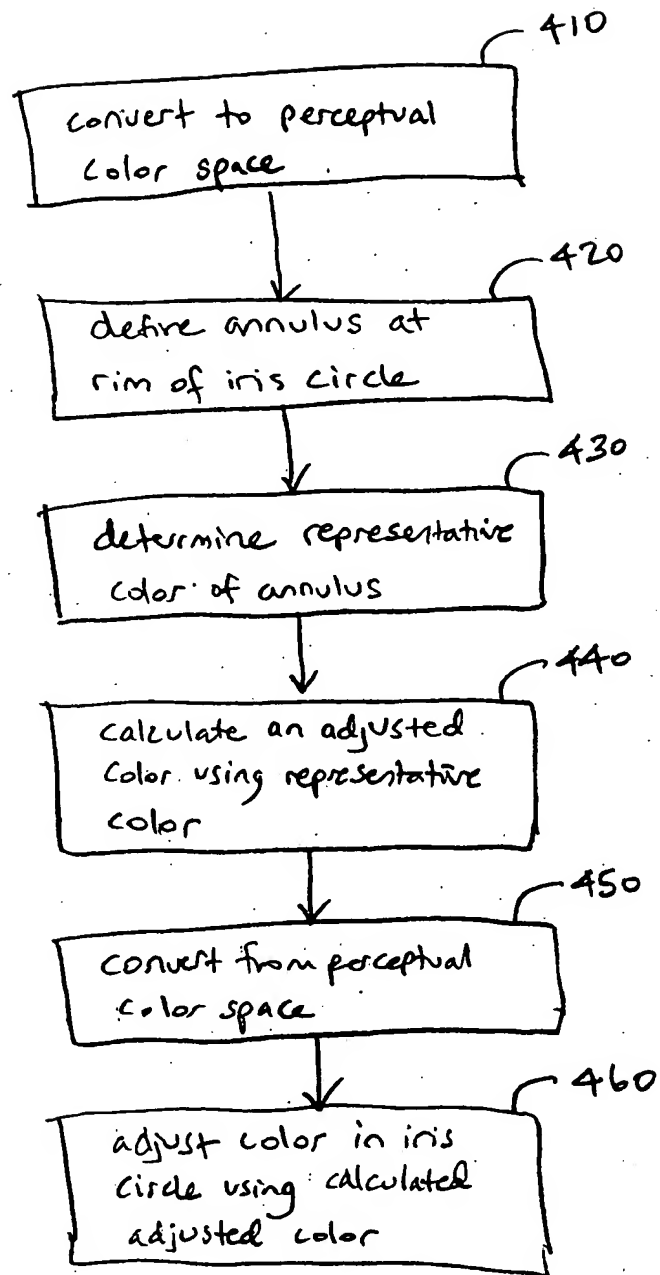 410
convert to perceptual
color space
420
define annulus at
rim of iris circle
430
determine representative
color of annulus
440
calculate an adjusted
color using representative
color
450
convert from perceptual
color space
460
adjust color in iris
circle using calculated
adjusted color